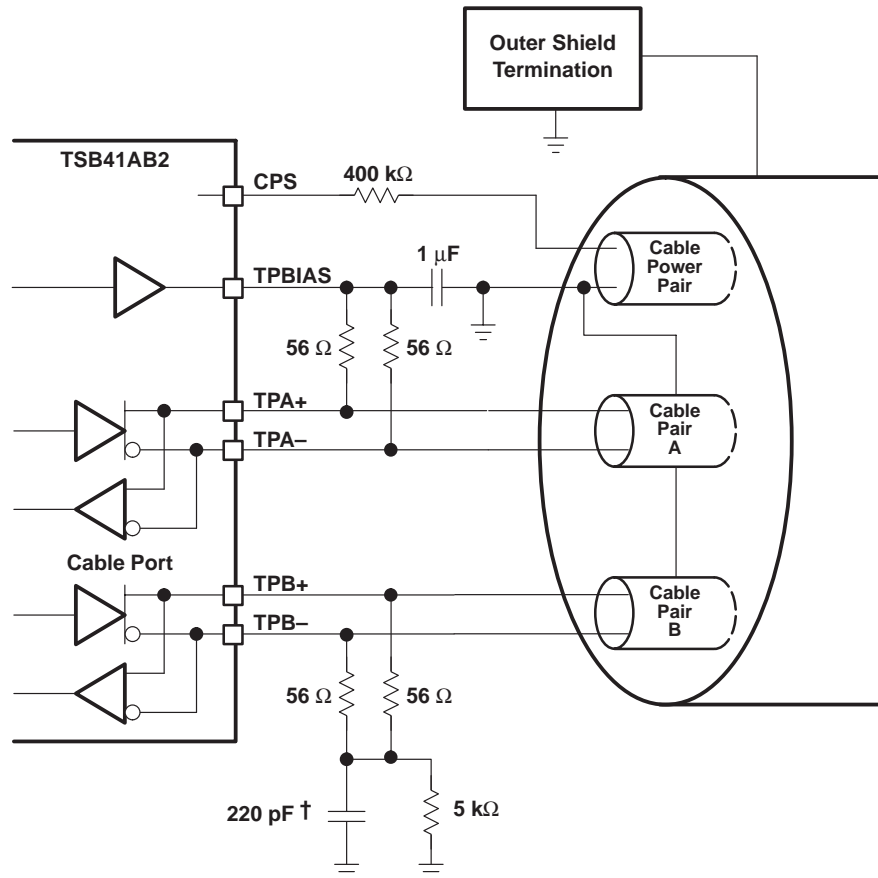 Outer Shield
Termination
TSB41AB2
CPS
400 kΩ
Cable
Power
Pair
1 μF
TPBIAS
56 Ω
56 Ω
TPA+
Cable
Pair
A
TPA–
Cable Port
TPB+
Cable
Pair
B
TPB–
56 Ω
56 Ω
220 pF †
5 kΩ